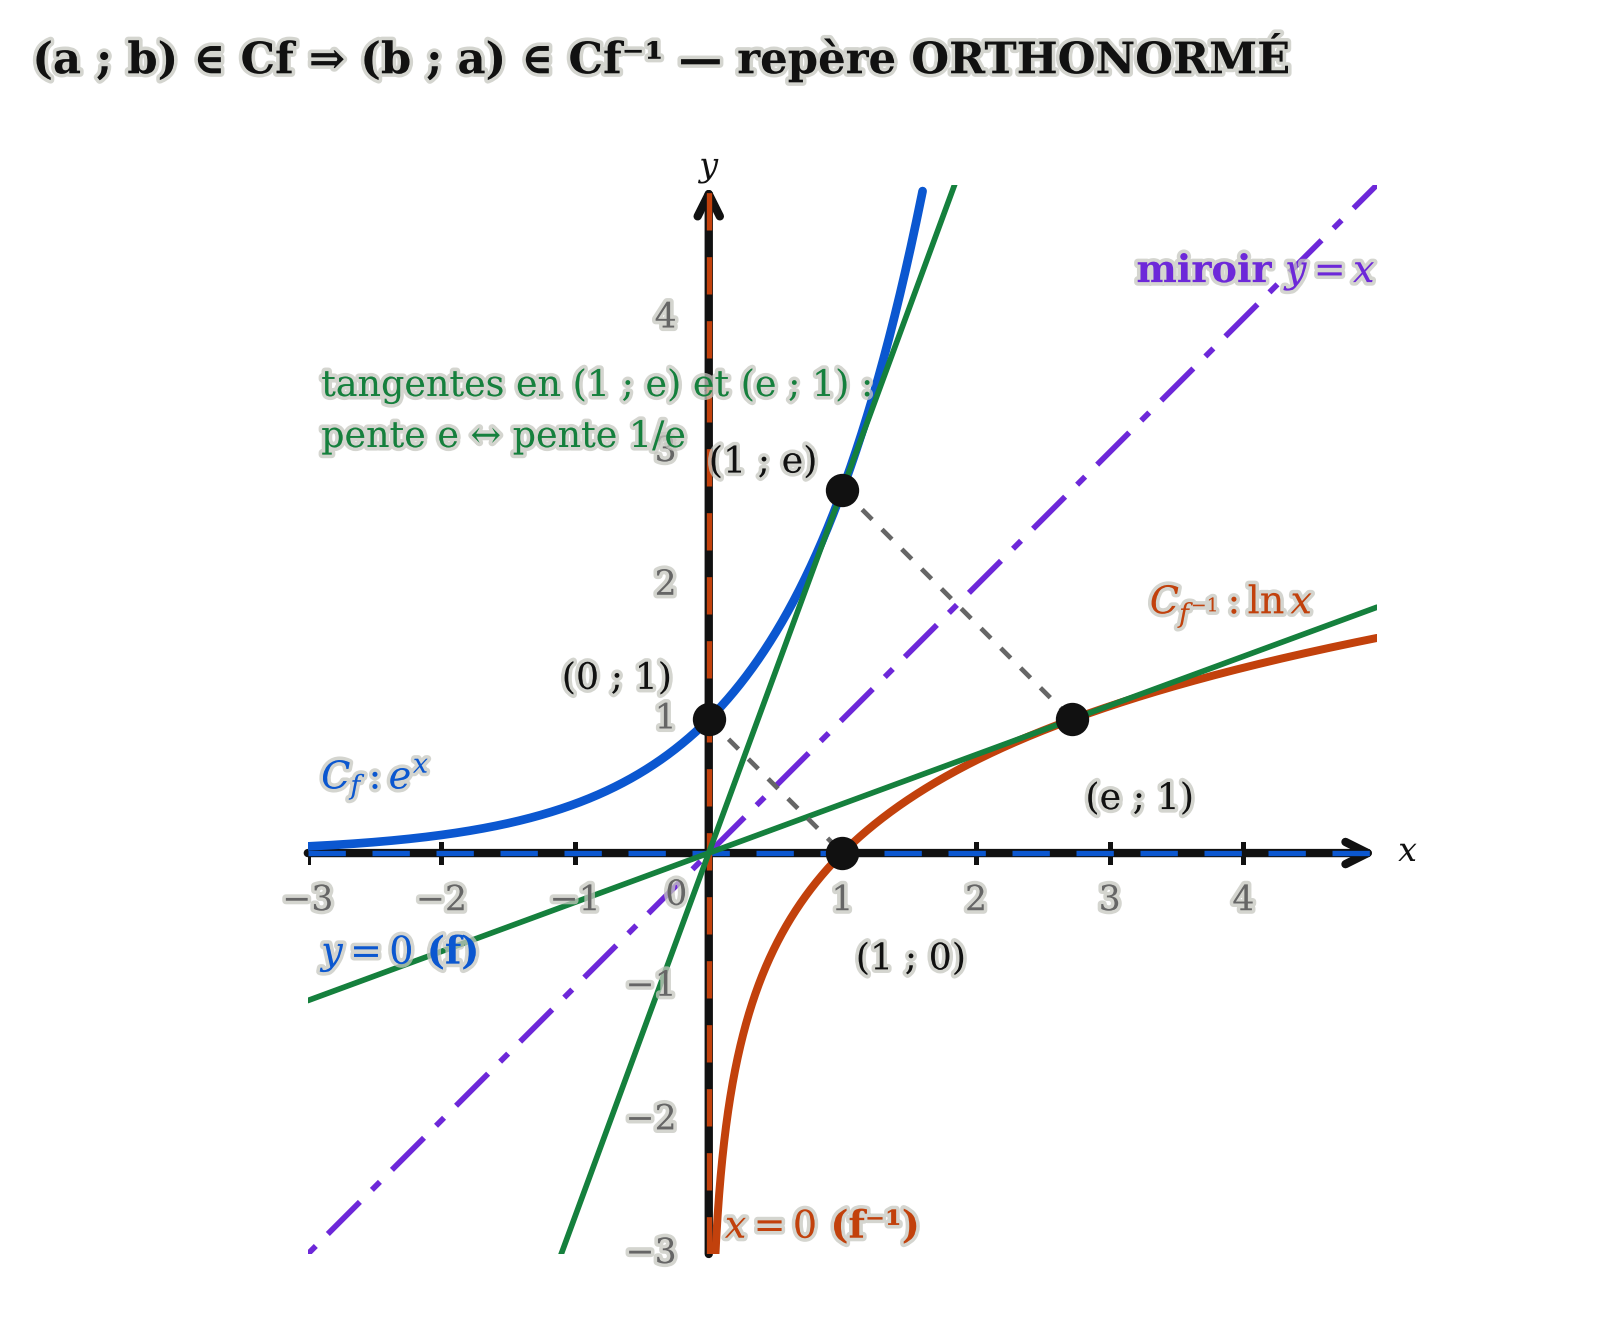 (a ; b) ∈ Cf ⇒ (b ; a) ∈ Cf⁻¹ — repère ORTHONORMÉ
y
miroir y = x
4
tangentes en (1 ; e) et (e ; 1) :
pente e ↔ pente 1/e
3
(1 ; e)
2
C_{f⁻¹} : ln x
(0 ; 1)
1
C_f : e^x
(e ; 1)
x
−3 −2 −1 0 1 2 3 4
y = 0 (f)
(1 ; 0)
−1
−2
x = 0 (f⁻¹)
−3